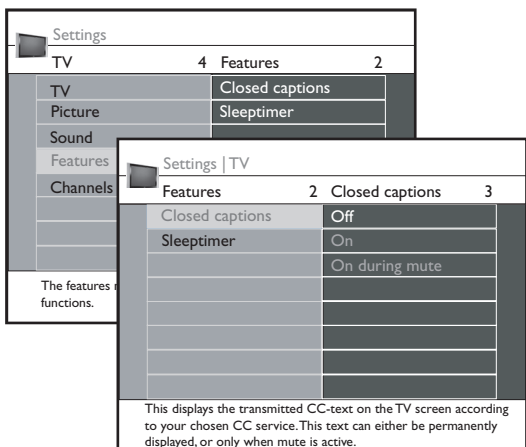 Settings
TV 4 Features 2
TV Closed captions
Picture Sleeptimer
Sound
Features
Channels
The features
functions.
Settings | TV
Features 2 Closed captions 3
Closed captions Off
Sleeptimer On
On during mute
This displays the transmitted CC-text on the TV screen according
to your chosen CC service. This text can either be permanently
displayed, or only when mute is active.